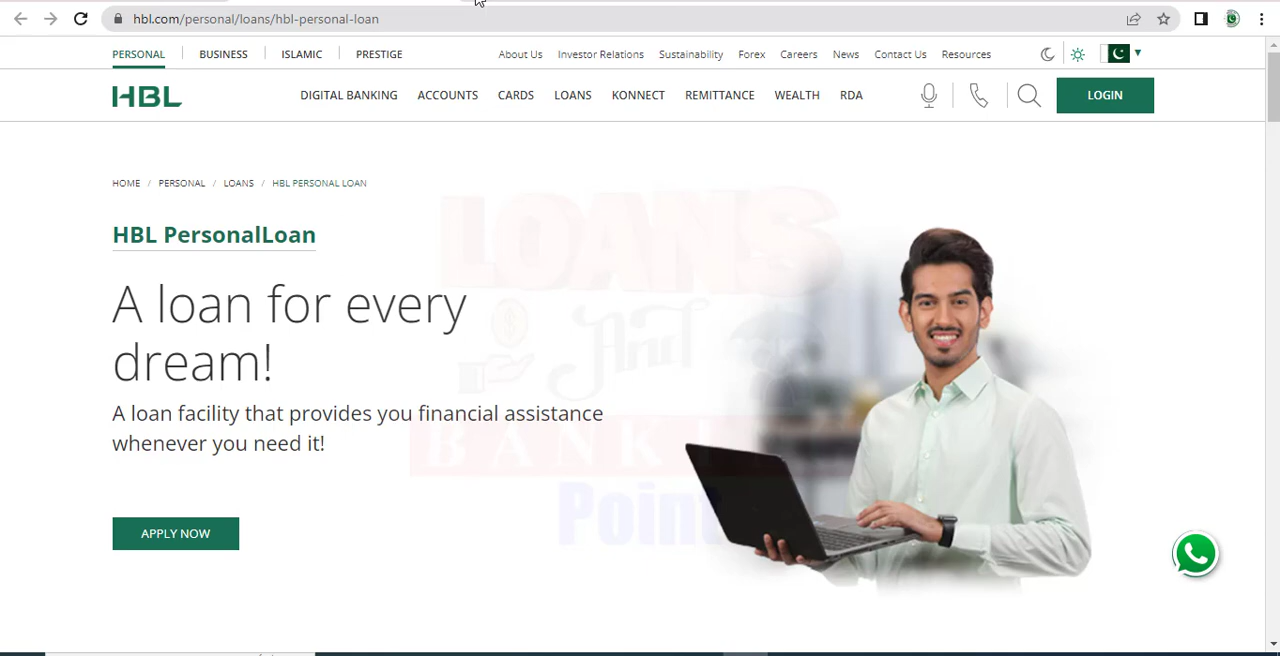 hbl.com/personal/loans/hbl-personal-loan
PERSONAL BUSINESS ISLAMIC PRESTIGE About Us Investor Relations Sustainability Forex Careers News Contact Us Resources
HBL DIGITAL BANKING ACCOUNTS CARDS LOANS KONNECT REMITTANCE WEALTH RDA LOGIN
HOME / PERSONAL / LOANS / HBL PERSONAL LOAN
HBL PersonalLoan
A loan for every
dream!
A loan facility that provides you financial assistance
whenever you need it!
APPLY NOW
LOANS
And
Point